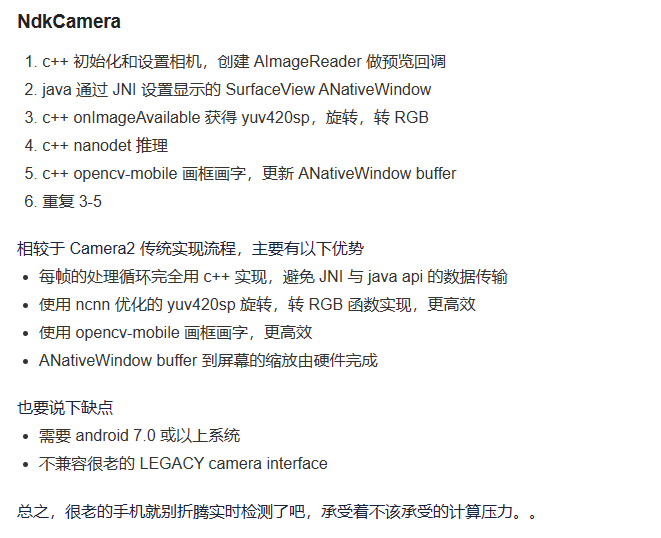 NdkCamera
1. c++ 初始化和设置相机，创建 AImageReader 做预览回调
2. java 通过 JNI 设置显示的 SurfaceView ANativeWindow
3. c++ onImageAvailable 获得 yuv420sp，旋转，转 RGB
4. c++ nanodet 推理
5. c++ opencv-mobile 画框画字，更新 ANativeWindow buffer
6. 重复 3-5
相较于 Camera2 传统实现流程，主要有以下优势
• 每帧的处理循环完全用 c++ 实现，避免 JNI 与 java api 的数据传输
• 使用 ncnn 优化的 yuv420sp 旋转，转 RGB 函数实现，更高效
• 使用 opencv-mobile 画框画字，更高效
• ANativeWindow buffer 到屏幕的缩放由硬件完成
也要说下缺点
• 需要 android 7.0 或以上系统
• 不兼容很老的 LEGACY camera interface
总之，很老的手机就别折腾实时检测了吧，承受着不该承受的计算压力。。